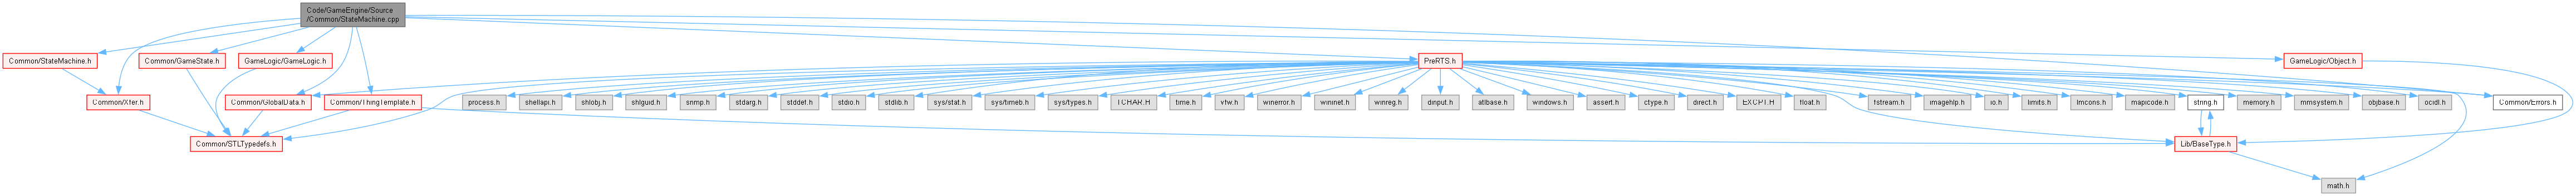 Code/GameEngine/Source
/Common/StateMachine.cpp
Common/StateMachine.h
Common/GameState.h
GameLogic/GameLogic.h
PreRTS.h
GameLogic/Object.h
Common/Xfer.h
Common/GlobalData.h
Common/ThingTemplate.h
process.h
shellapi.h
shlobj.h
shlguid.h
snmp.h
stdarg.h
stddef.h
stdio.h
stdlib.h
sys/stat.h
sys/timeb.h
sys/types.h
TCHAR.H
time.h
vfw.h
winerror.h
wininet.h
winreg.h
dinput.h
atlbase.h
windows.h
assert.h
ctype.h
direct.h
EXCPT.H
float.h
fstream.h
imagehlp.h
io.h
limits.h
lmcons.h
mapicode.h
string.h
memory.h
mmsystem.h
objbase.h
ocidl.h
Common/Errors.h
Common/STLTypedefs.h
Lib/BaseType.h
math.h